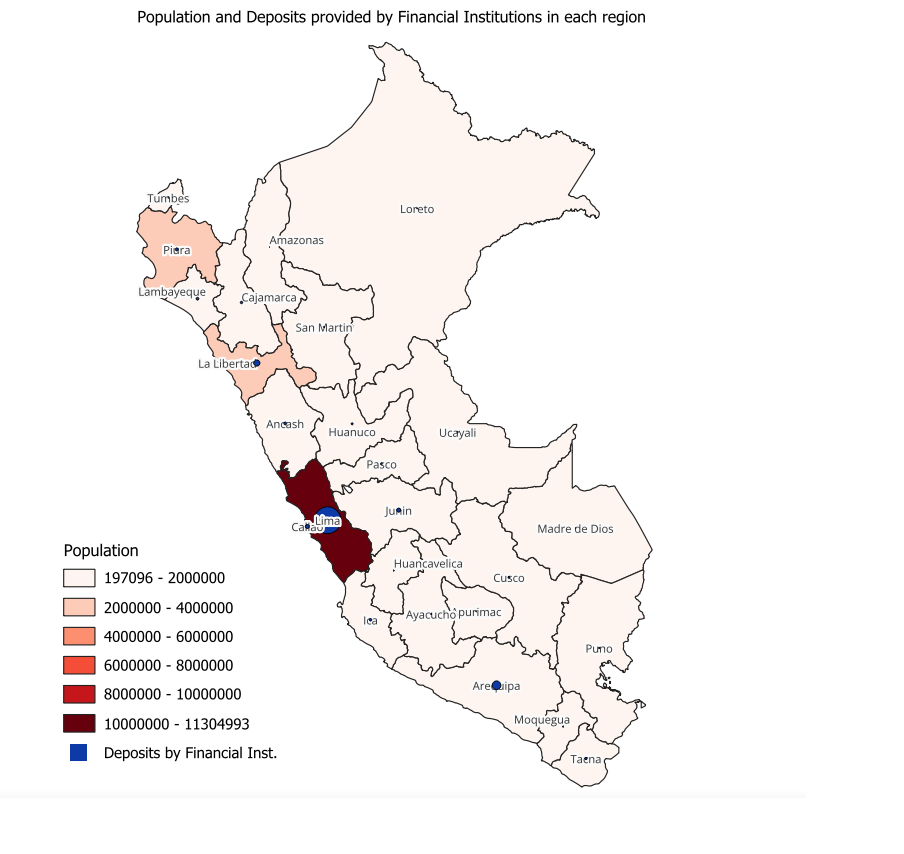 Population and Deposits provided by Financial Institutions in each region
Tumbes
Loreto
Piura
Amazonas
Lambayeque
Cajamarca
San Martin
La Libertad
Ancash
Huanuco
Ucayali
Pasco
Junin
Lima
Callao
Madre de Dios
Huancavelica
Cusco
Ayacucho
Apurimac
Ica
Puno
Arequipa
Moquegua
Tacna
Population
197096 - 2000000
2000000 - 4000000
4000000 - 6000000
6000000 - 8000000
8000000 - 10000000
10000000 - 11304993
Deposits by Financial Inst.